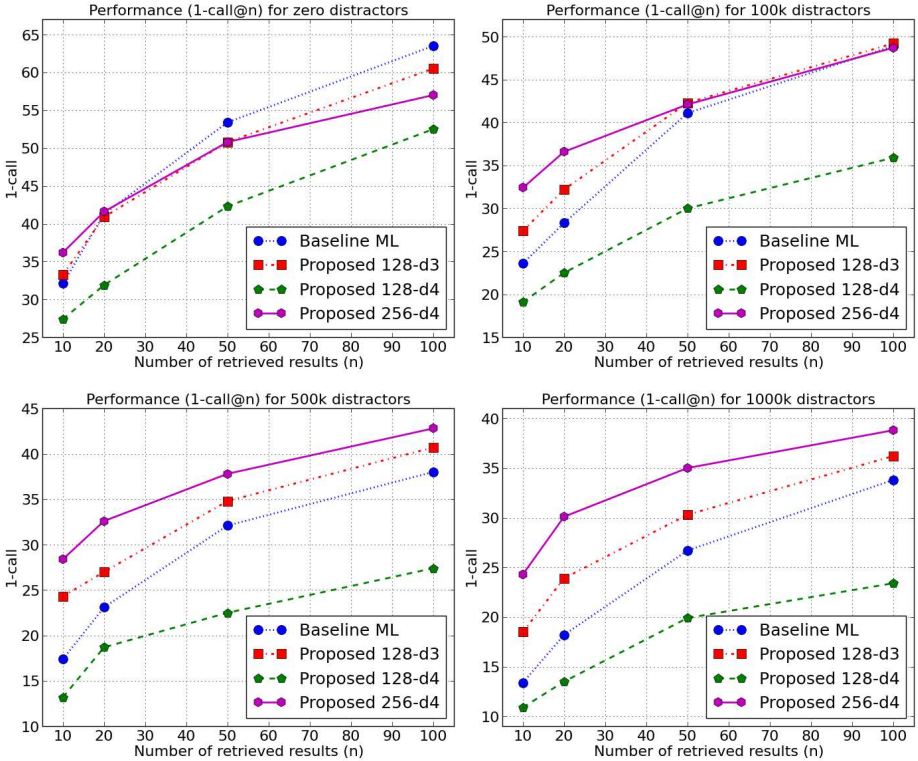 Performance (1-call@n) for zero distractors
65
60
55
50
45
40
35
30
25
1-call
Baseline ML
Proposed 128-d3
Proposed 128-d4
Proposed 256-d4
10 20 30 40 50 60 70 80 90 100
Number of retrieved results (n)
Performance (1-call@n) for 100k distractors
50
45
40
35
30
25
20
15
1-call
Baseline ML
Proposed 128-d3
Proposed 128-d4
Proposed 256-d4
10 20 30 40 50 60 70 80 90 100
Number of retrieved results (n)
Performance (1-call@n) for 500k distractors
45
40
35
30
25
20
15
10
1-call
Baseline ML
Proposed 128-d3
Proposed 128-d4
Proposed 256-d4
10 20 30 40 50 60 70 80 90 100
Number of retrieved results (n)
Performance (1-call@n) for 1000k distractors
40
35
30
25
20
15
10
1-call
Baseline ML
Proposed 128-d3
Proposed 128-d4
Proposed 256-d4
10 20 30 40 50 60 70 80 90 100
Number of retrieved results (n)